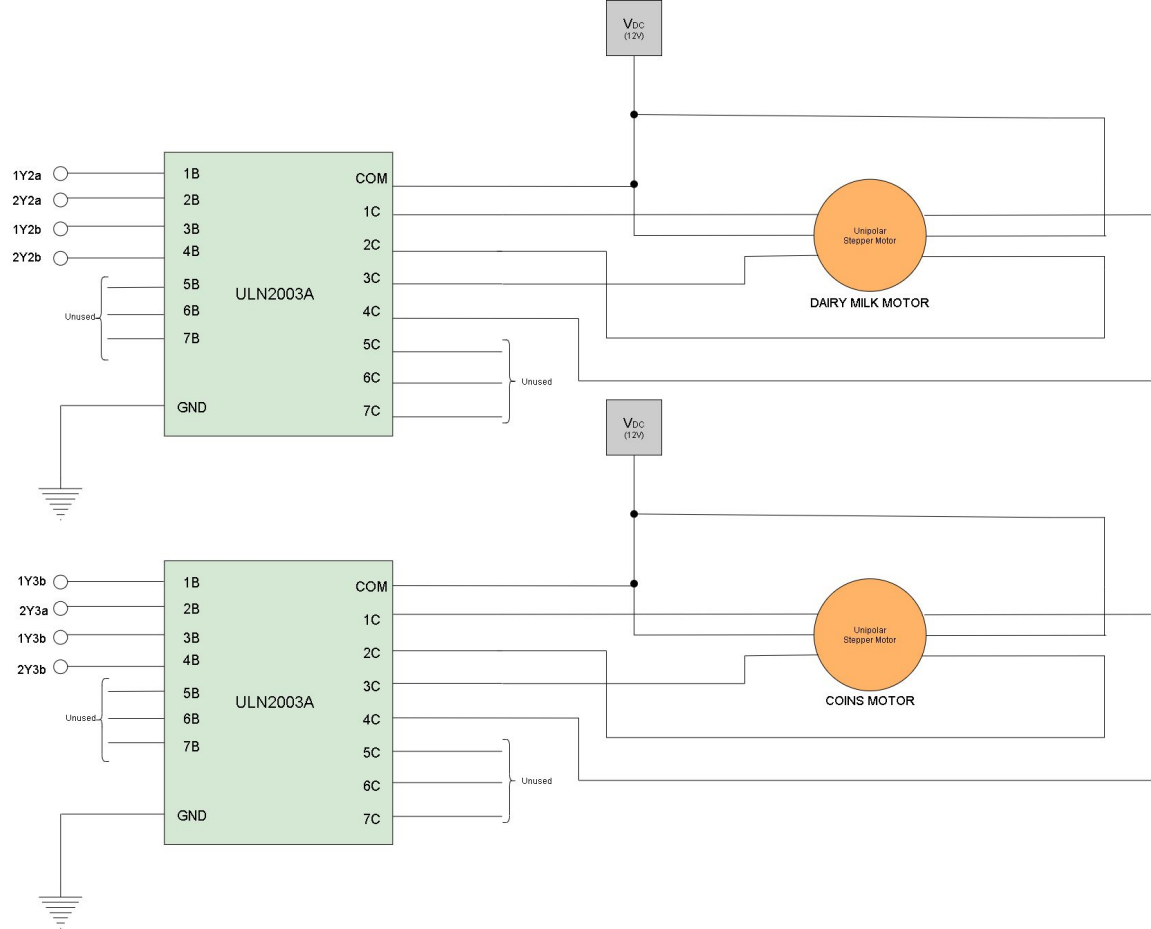 VDC
(12V)
1Y2a
2Y2a
1Y2b
2Y2b
Unused
1B
2B
3B
4B
5B
6B
7B
GND
ULN2003A
COM
1C
2C
3C
4C
5C
6C
7C
Unused
Unipolar
Stepper Motor
DAIRY MILK MOTOR
VDC
(12V)
1Y3b
2Y3a
1Y3b
2Y3b
Unused
1B
2B
3B
4B
5B
6B
7B
GND
ULN2003A
COM
1C
2C
3C
4C
5C
6C
7C
Unused
Unipolar
Stepper Motor
COINS MOTOR